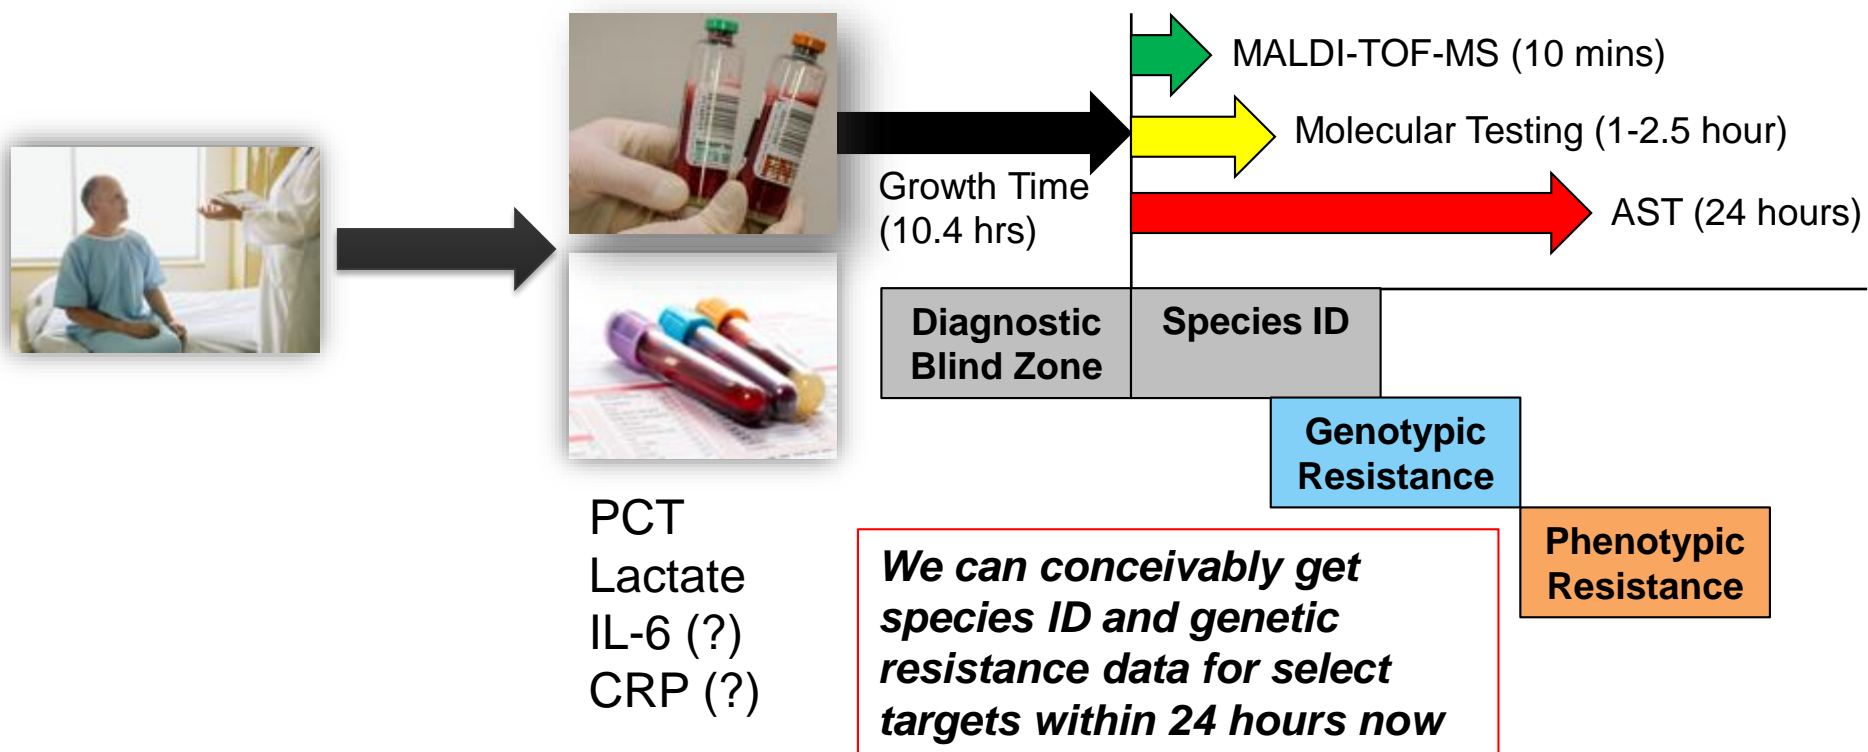 MALDI-TOF-MS (10 mins)
Molecular Testing (1-2.5 hour)
Growth Time
(10.4 hrs)
AST (24 hours)
Diagnostic
Blind Zone
Species ID
Genotypic
Resistance
Phenotypic
Resistance
PCT
Lactate
IL-6 (?)
CRP (?)
We can conceivably get
species ID and genetic
resistance data for select
targets within 24 hours now